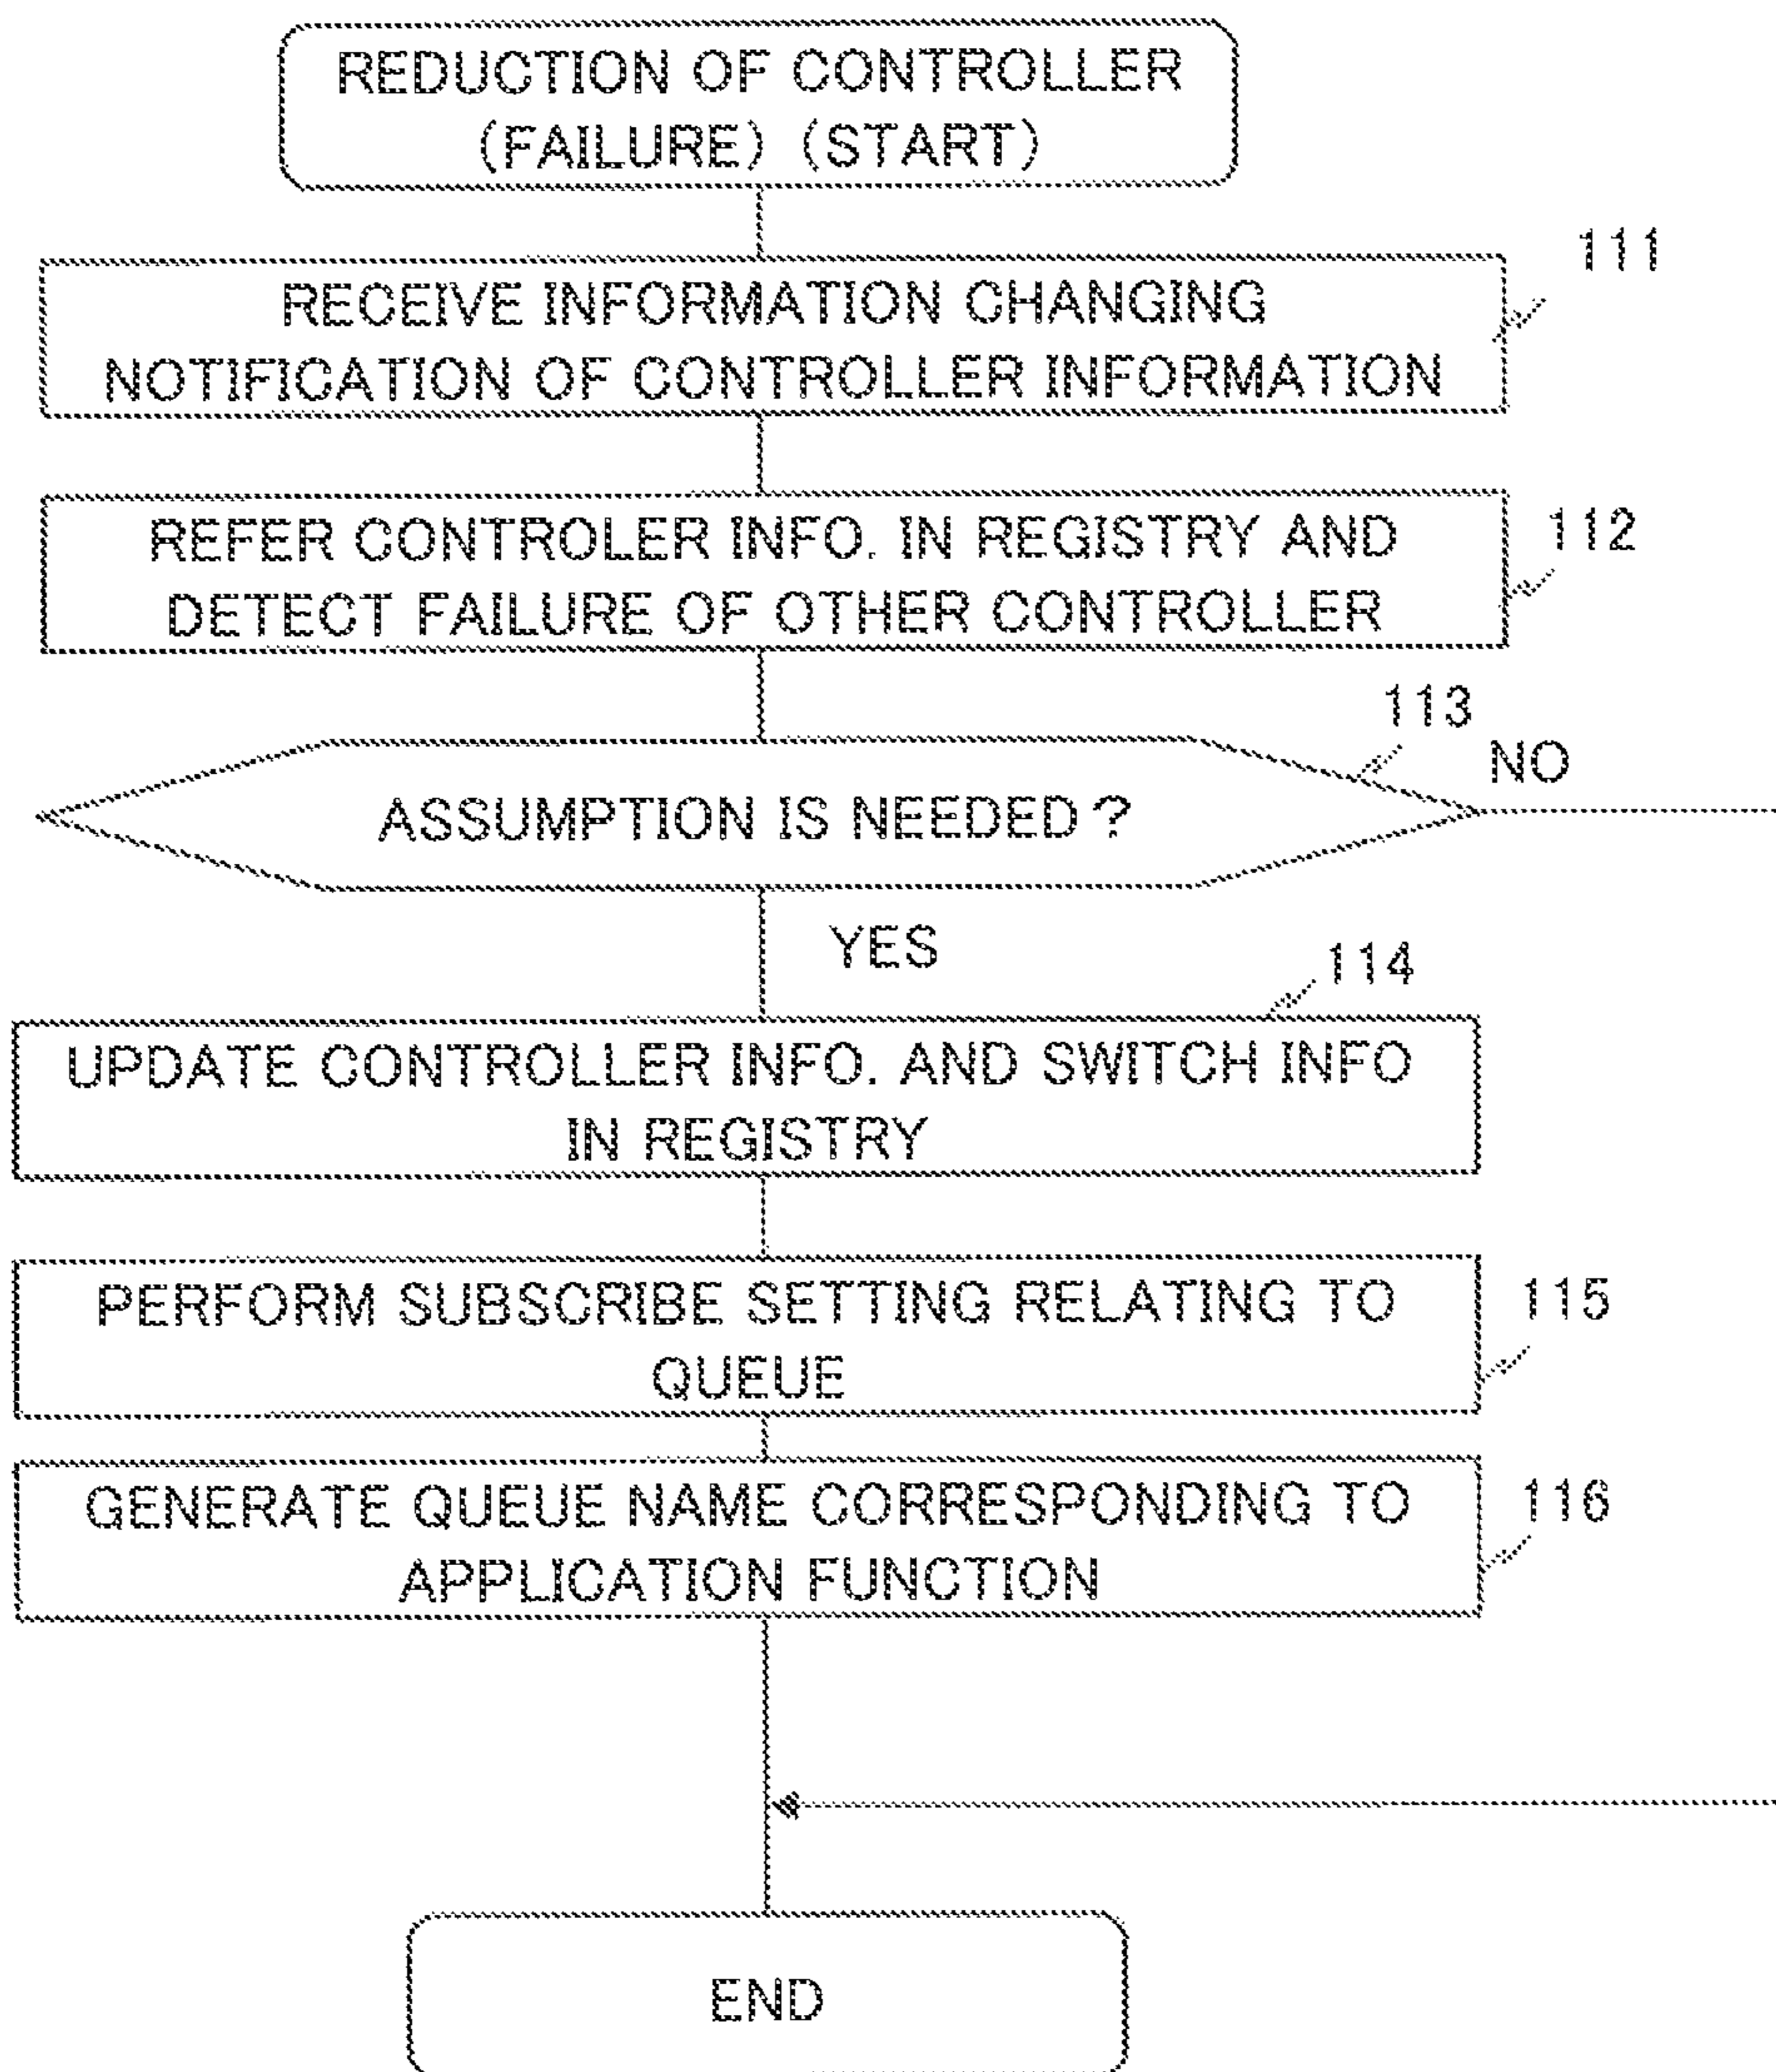 REDUCTION OF CONTROLLER
(FAILURE) (START)
111
RECEIVE INFORMATION CHANGING
NOTIFICATION OF CONTROLLER INFORMATION
REFER CONTROLER INFO. IN REGISTRY AND
112
DETECT FAILURE OF OTHER CONTROLLER
113
NO
ASSUMPTION IS NEEDED ?
YES
114
UPDATE CONTROLLER INFO. AND SWITCH INFO
IN REGISTRY
PERFORM SUBSCRIBE SETTING RELATING TO
115
QUEUE
GENERATE QUEUE NAME CORRESPONDING TO
116
APPLICATION FUNCTION
END